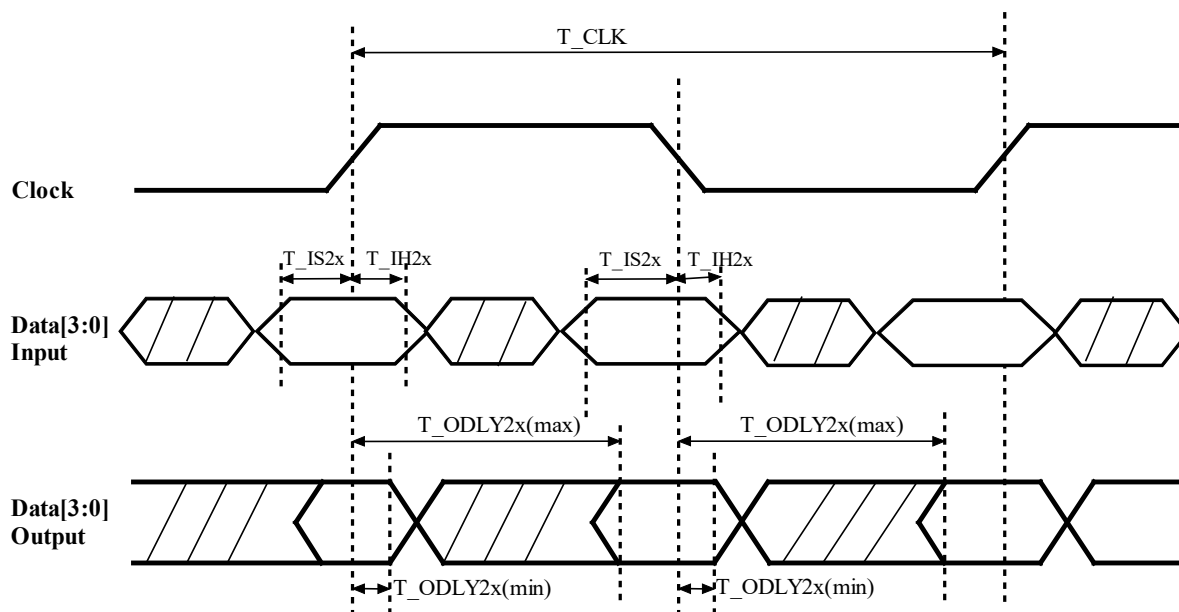 T_CLK
Clock
T_IS2x T_IH2x T_IS2x T_IH2x
Data[3:0]
Input
T_ODLY2x(max) T_ODLY2x(max)
Data[3:0]
Output
T_ODLY2x(min) T_ODLY2x(min)